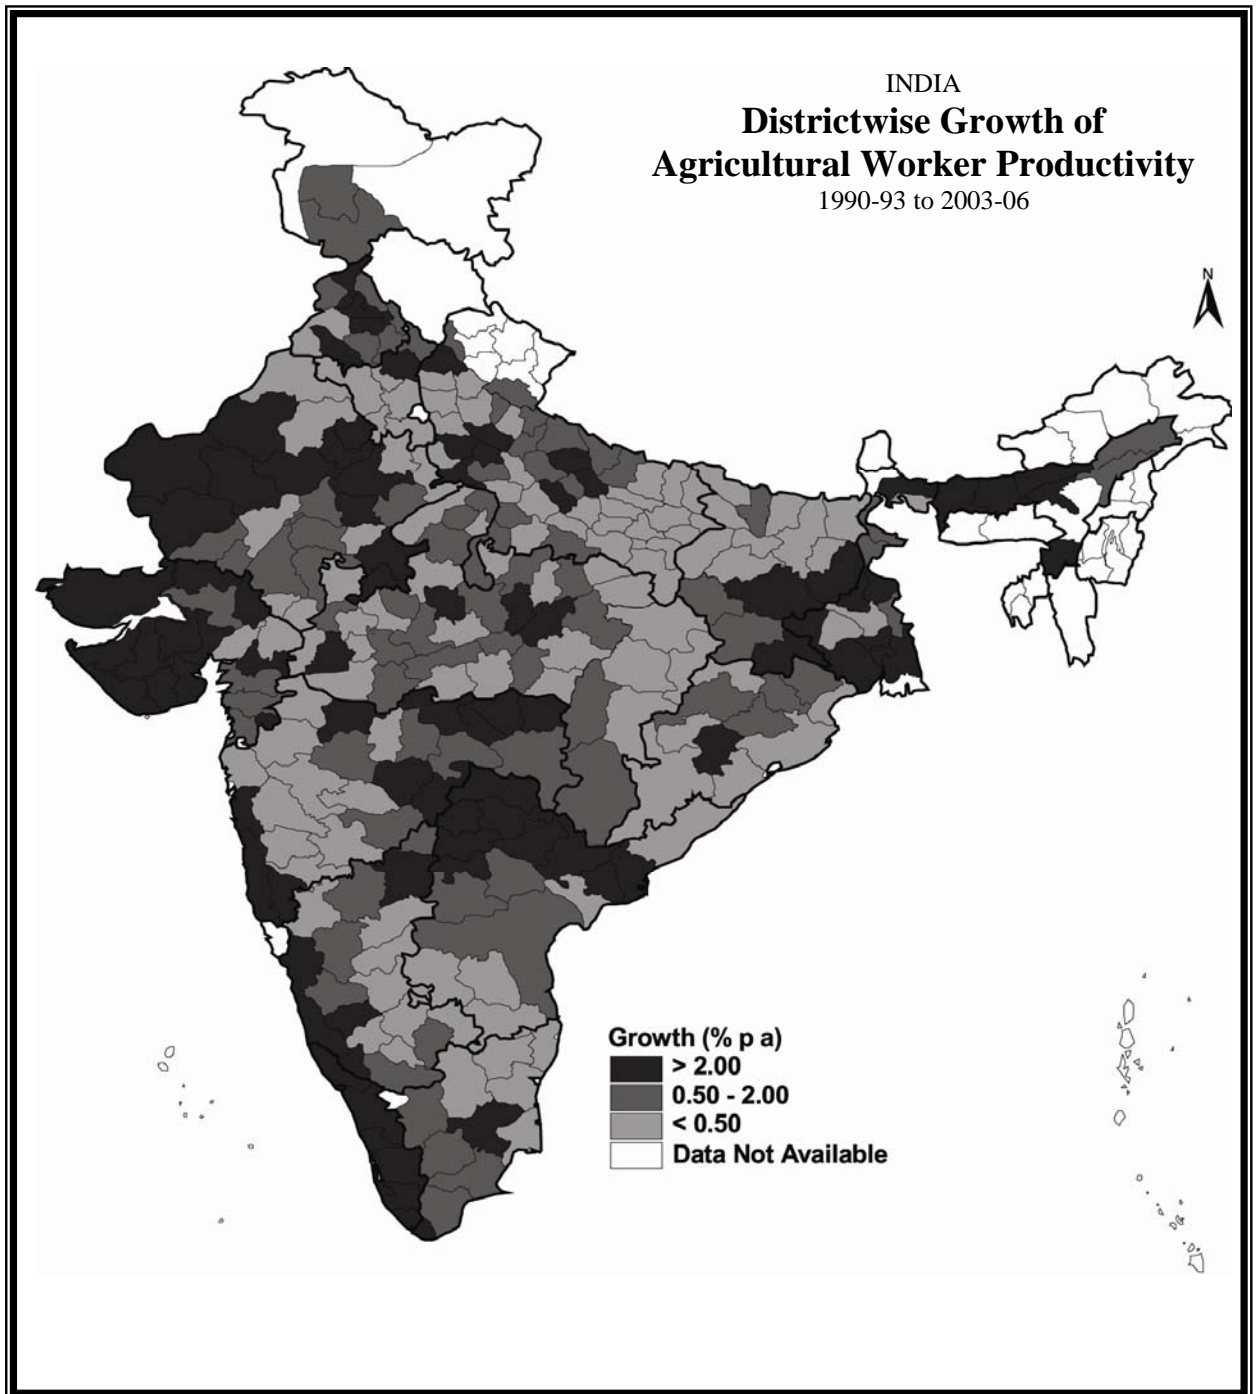 INDIA
Districtwise Growth of
Agricultural Worker Productivity
1990-93 to 2003-06
N
Growth (% p a)
> 2.00
0.50 - 2.00
< 0.50
Data Not Available